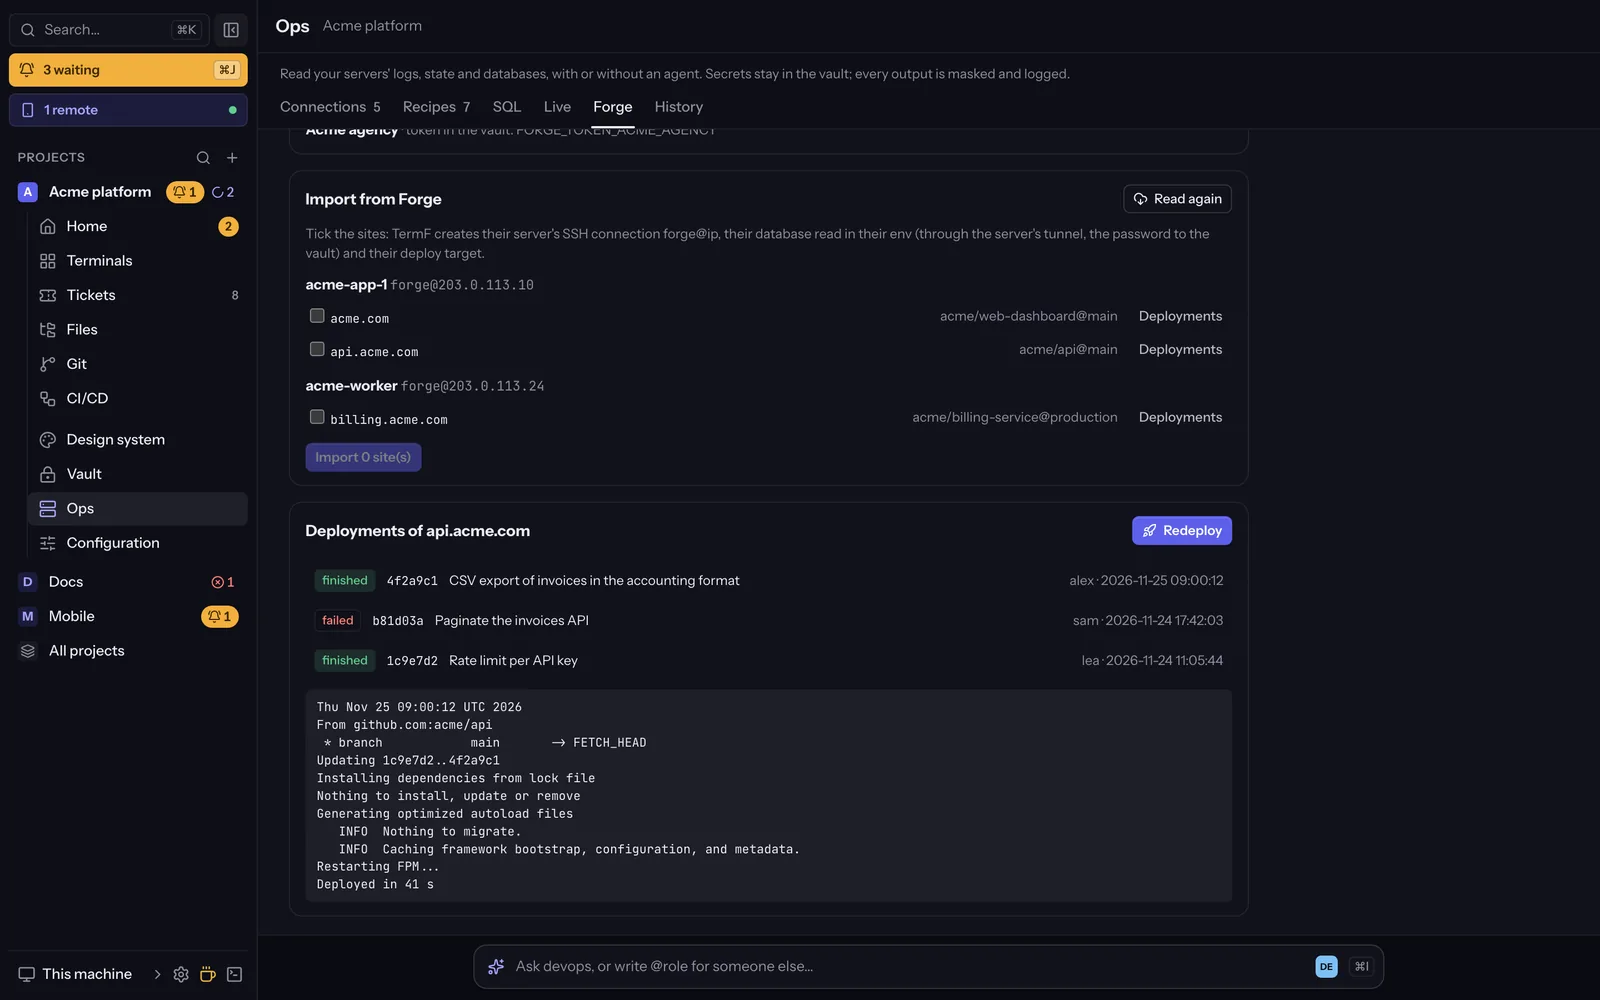 Search...
⌘K
3 waiting
⌘J
1 remote
PROJECTS
A Acme platform 1 2
Home 2
Terminals
Tickets 8
Files
Git
CI/CD
Design system
Vault
Ops
Configuration
D Docs 1
M Mobile 1
All projects
This machine
Ops Acme platform
Read your servers' logs, state and databases, with or without an agent. Secrets stay in the vault; every output is masked and logged.
Connections 5 Recipes 7 SQL Live Forge History
Acme agency · token in the vault: FORGE_TOKEN_ACME_AGENCY
Import from Forge
Read again
Tick the sites: TermF creates their server's SSH connection forge@ip, their database read in their env (through the server's tunnel, the password to the
vault) and their deploy target.
acme-app-1 forge@203.0.113.10
acme.com acme/web-dashboard@main Deployments
api.acme.com acme/api@main Deployments
acme-worker forge@203.0.113.24
billing.acme.com acme/billing-service@production Deployments
Import 0 site(s)
Deployments of api.acme.com
Redeploy
finished 4f2a9c1 CSV export of invoices in the accounting format alex · 2026-11-25 09:00:12
failed b81d03a Paginate the invoices API sam · 2026-11-24 17:42:03
finished 1c9e7d2 Rate limit per API key lea · 2026-11-24 11:05:44
Thu Nov 25 09:00:12 UTC 2026
From github.com:acme/api
* branch main -> FETCH_HEAD
Updating 1c9e7d2..4f2a9c1
Installing dependencies from lock file
Nothing to install, update or remove
Generating optimized autoload files
INFO Nothing to migrate.
INFO Caching framework bootstrap, configuration, and metadata.
Restarting FPM...
Deployed in 41 s
Ask devops, or write @role for someone else...
DE
⌘I